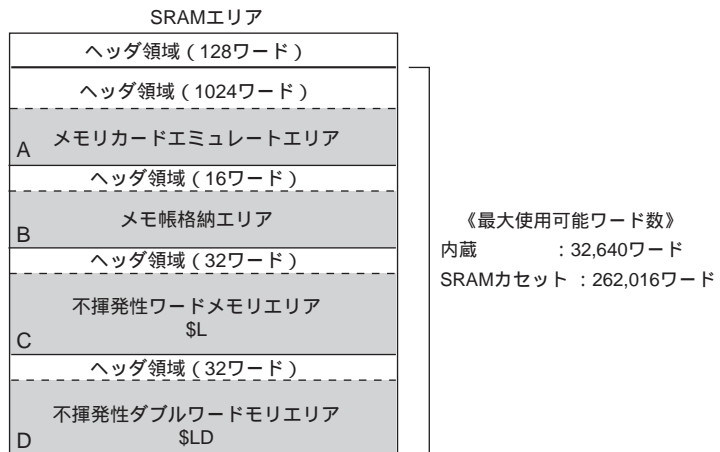 SRAMエリア
ヘッダ領域(128ワード)
ヘッダ領域(1024ワード)
A メモリカードエミュレートエリア
ヘッダ領域(16ワード)
B メモ帳格納エリア
ヘッダ領域(32ワード)
不揮発性ワードメモリエリア
$L
C
ヘッダ領域(32ワード)
不揮発性ダブルワードモリエリア
$LD
D
《最大使用可能ワード数》
内蔵 :32,640ワード
SRAMカセット :262,016ワード